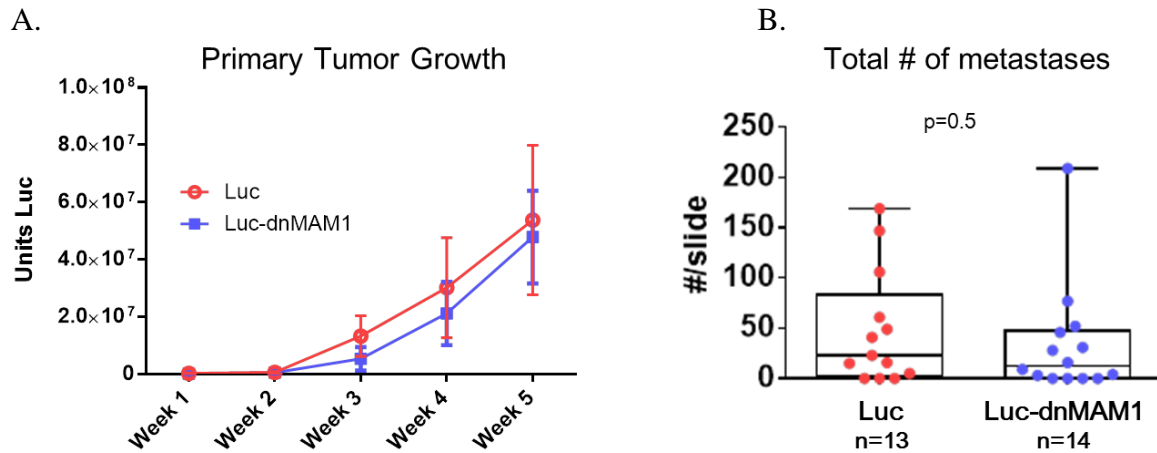 A.
Primary Tumor Growth
Units Luc
1.0×10⁸
8.0×10⁷
6.0×10⁷
4.0×10⁷
2.0×10⁷
0
Luc
Luc-dnMAM1
Week 1
Week 2
Week 3
Week 4
Week 5
B.
Total # of metastases
p=0.5
#/slide
250
200
150
100
50
0
Luc
n=13
Luc-dnMAM1
n=14